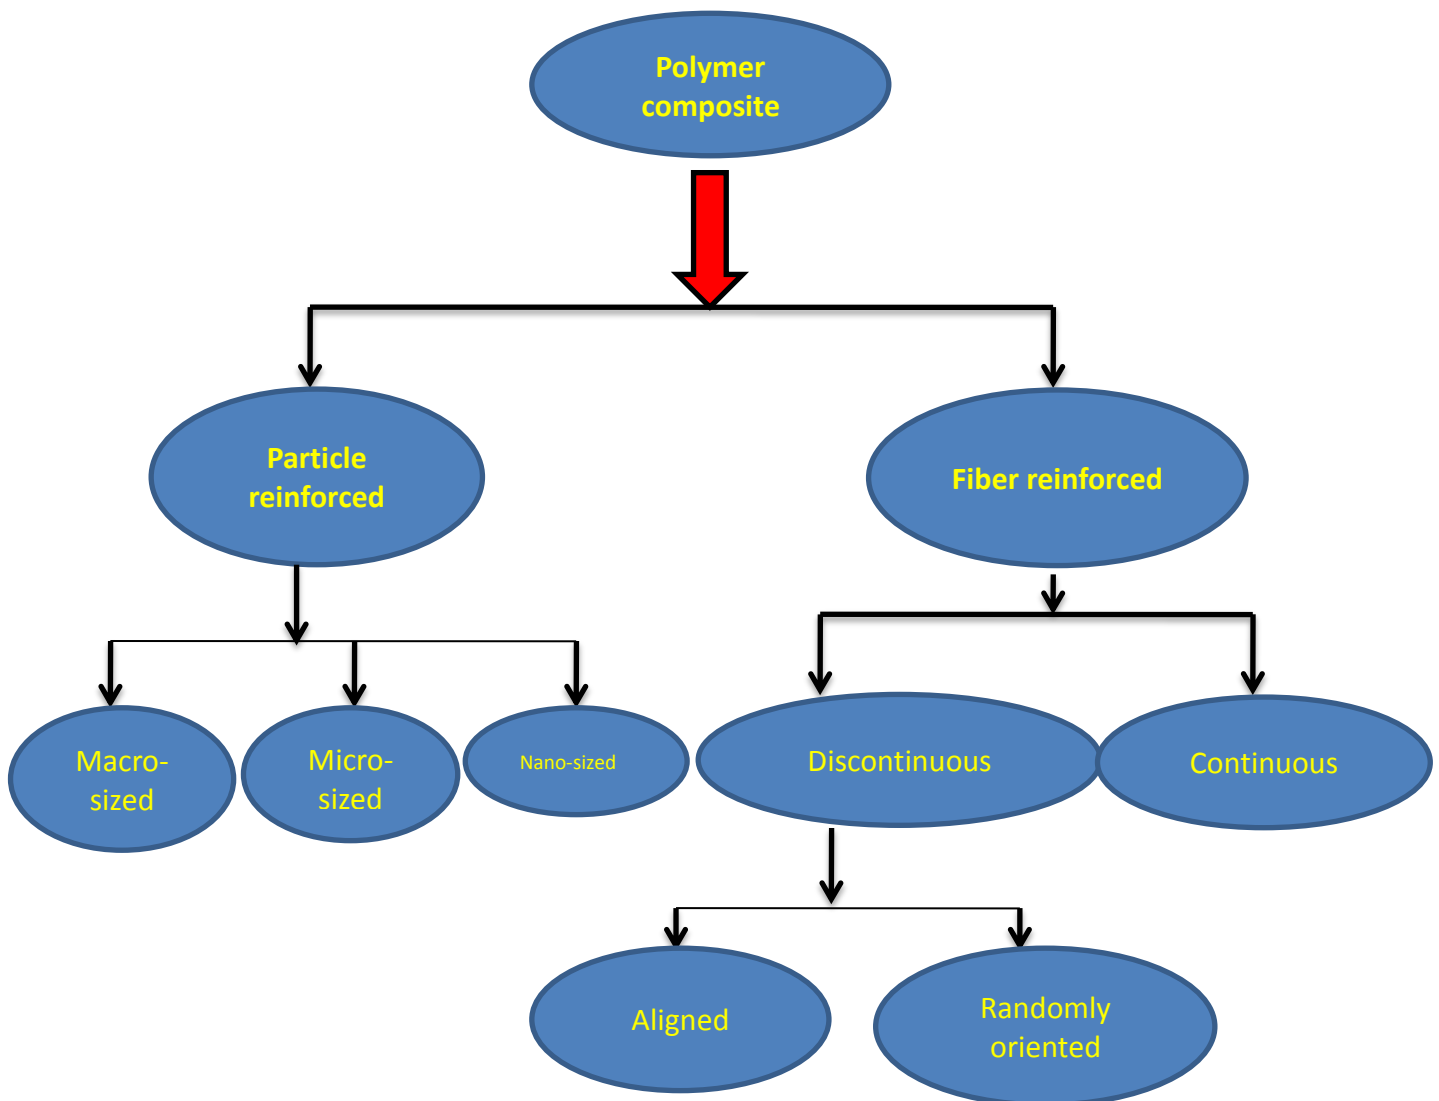 Polymer
composite
Particle
reinforced
Fiber reinforced
Macro-
sized
Micro-
sized
Nano-sized
Discontinuous
Continuous
Aligned
Randomly
oriented